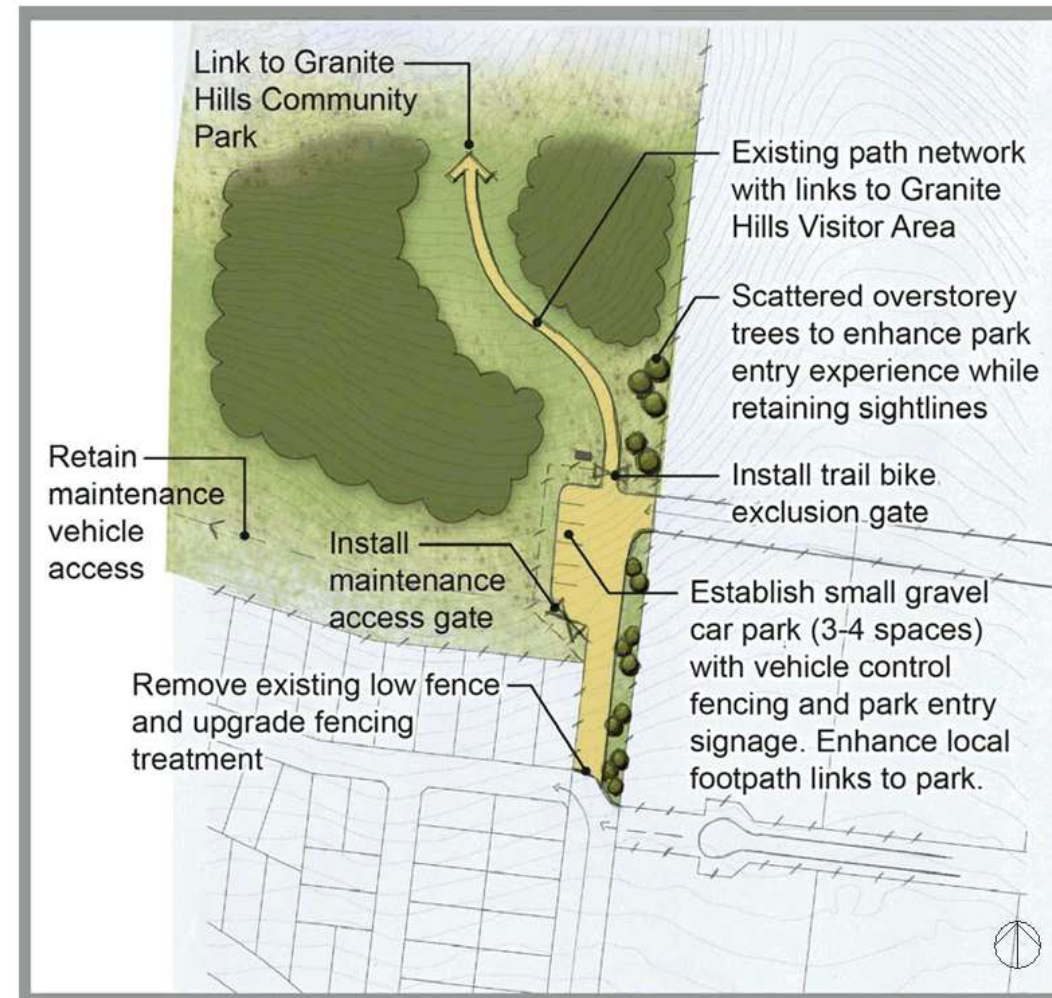 Link to Granite
Hills Community
Park
Existing path network
with links to Granite
Hills Visitor Area
Scattered overstorey
trees to enhance park
entry experience while
retaining sightlines
Retain
maintenance
vehicle
access
Install trail bike
exclusion gate
Install
maintenance
access gate
Establish small gravel
car park (3-4 spaces)
with vehicle control
fencing and park entry
signage. Enhance local
footpath links to park.
Remove existing low fence
and upgrade fencing
treatment